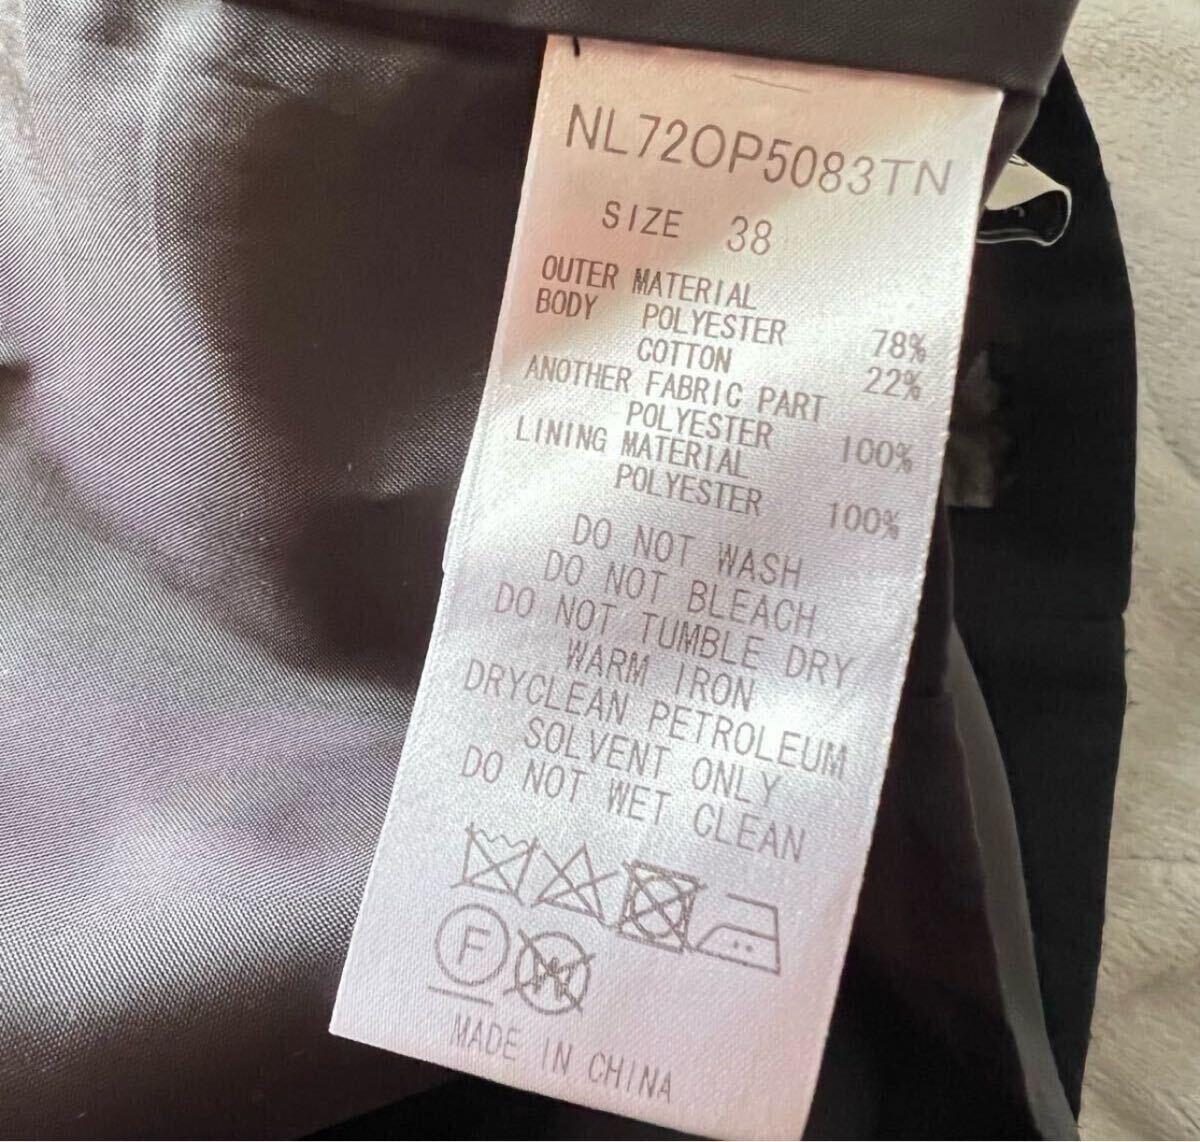 NL72OP5083TN
SIZE 38
OUTER MATERIAL
BODY POLYESTER 78%
COTTON 22%
ANOTHER FABRIC PART
POLYESTER 100%
LINING MATERIAL
POLYESTER 100%
DO NOT WASH
DO NOT BLEACH
DO NOT TUMBLE DRY
WARM IRON
DRYCLEAN PETROLEUM
SOLVENT ONLY
DO NOT WET CLEAN
F W
MADE IN CHINA